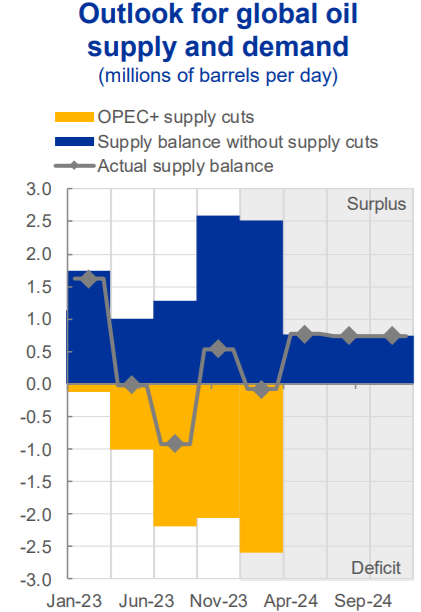 Outlook for global oil
supply and demand
(millions of barrels per day)
OPEC+ supply cuts
Supply balance without supply cuts
Actual supply balance
3.0
Surplus
2.5
2.0
1.5
1.0
0.5
0.0
-0.5
-1.0
-1.5
-2.0
-2.5
Deficit
-3.0
Jan-23 Jun-23 Nov-23 Apr-24 Sep-24